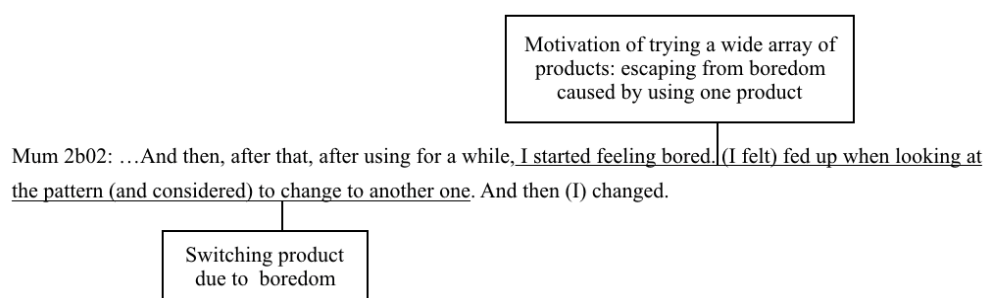 Motivation of trying a wide array of
products: escaping from boredom
caused by using one product
Mum 2b02: …And then, after that, after using for a while, I started feeling bored. (I felt) fed up when looking at
the pattern (and considered) to change to another one. And then (I) changed.
Switching product
due to boredom